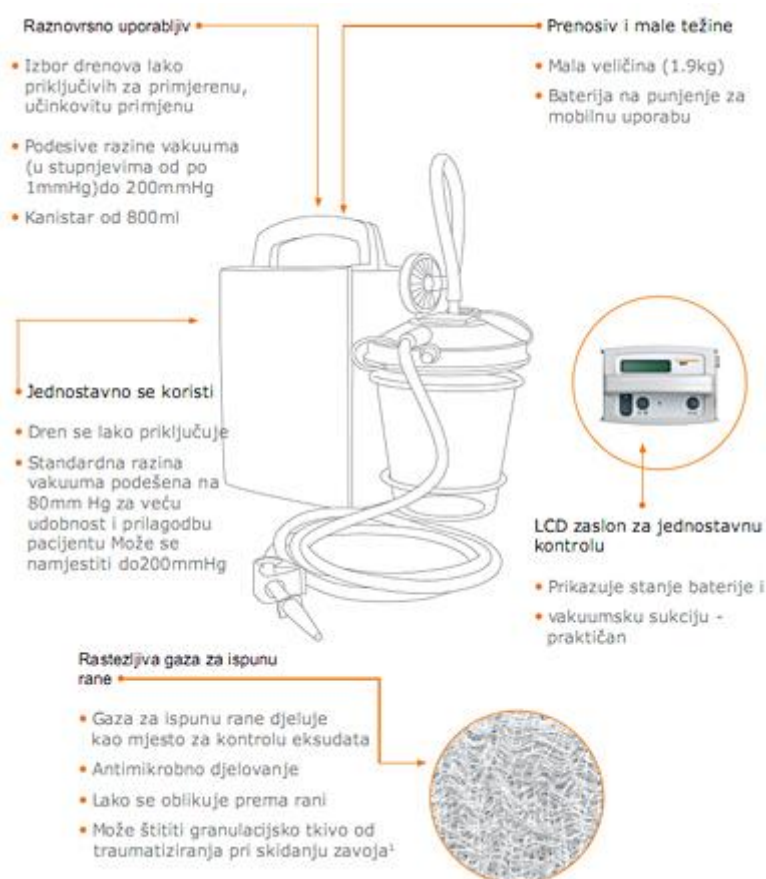 Raznovrsno uporabljiv
• Izbor drenova lako
priključivih za primjerenu,
učinkovitu primjenu
• Podesive razine vakuuma
(u stupnjevima od po
1mmHg)do 200mmHg
• Kanistar od 800ml
Prenosiv i male težine
• Mala veličina (1.9kg)
• Baterija na punjenje za
mobilnu uporabu
Jednostavno se koristi
• Dren se lako priključuje
• Standardna razina
vakuuma podešena na
80mm Hg za veću
udobnost i prilagodbu
pacijentu Može se
namjestiti do200mmHg
LCD zaslon za jednostavnu
kontrolu
• Prikazuje stanje baterije i
• vakuumsku sukciju -
praktičan
Rastezljiva gaza za ispunu
rane
• Gaza za ispunu rane djeluje
kao mjesto za kontrolu eksudata
• Antimikrobno djelovanje
• Lako se oblikuje prema rani
• Može štititi granulacijsko tkivo od
traumatiziranja pri skidanju zavoja¹